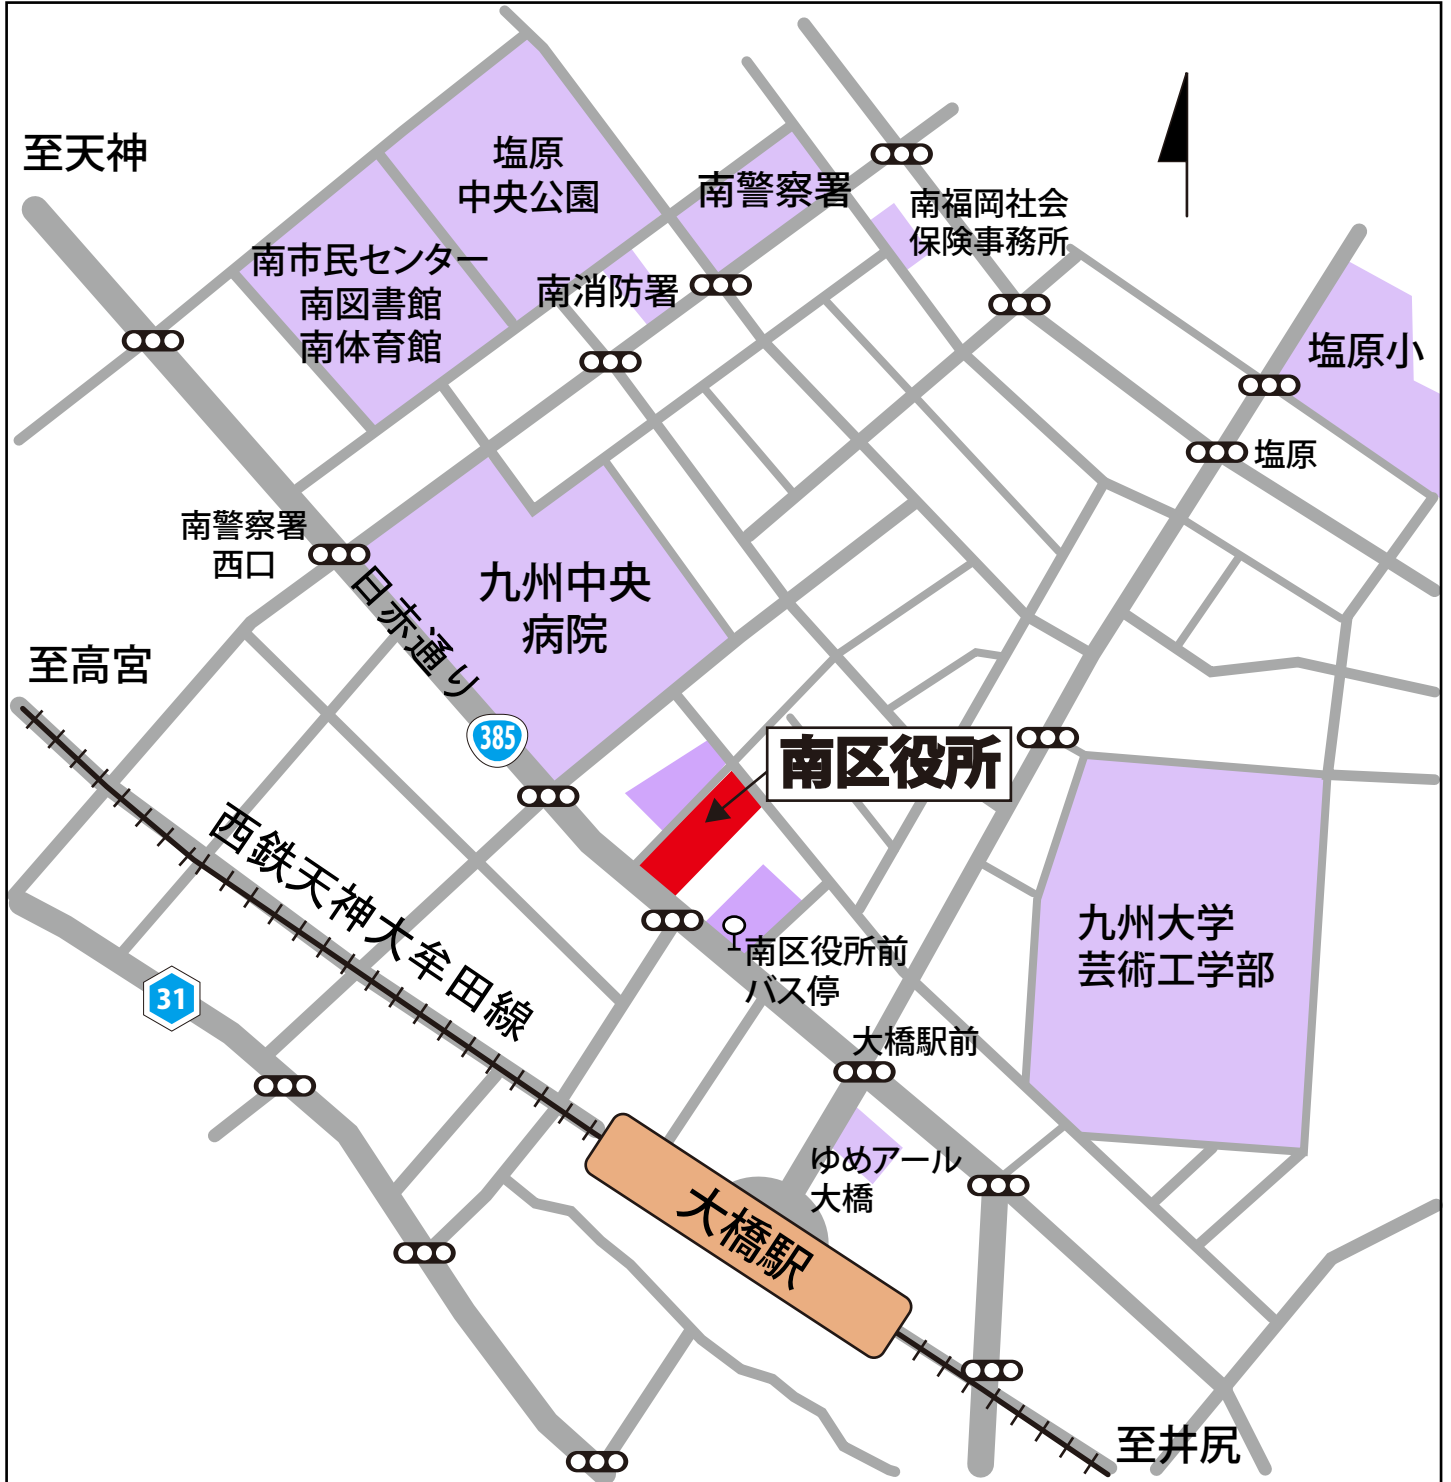 至天神
塩原
中央公園
南警察署
南福岡社会
保険事務所
南市民センター
南図書館
南体育館
南消防署
塩原小
塩原
南警察署
西口
日赤通り
九州中央
病院
至高宮
385
南区役所
西鉄天神大牟田線
九州大学
芸術工学部
南区役所前
バス停
31
大橋駅前
ゆめアール
大橋
大橋駅
至井尻